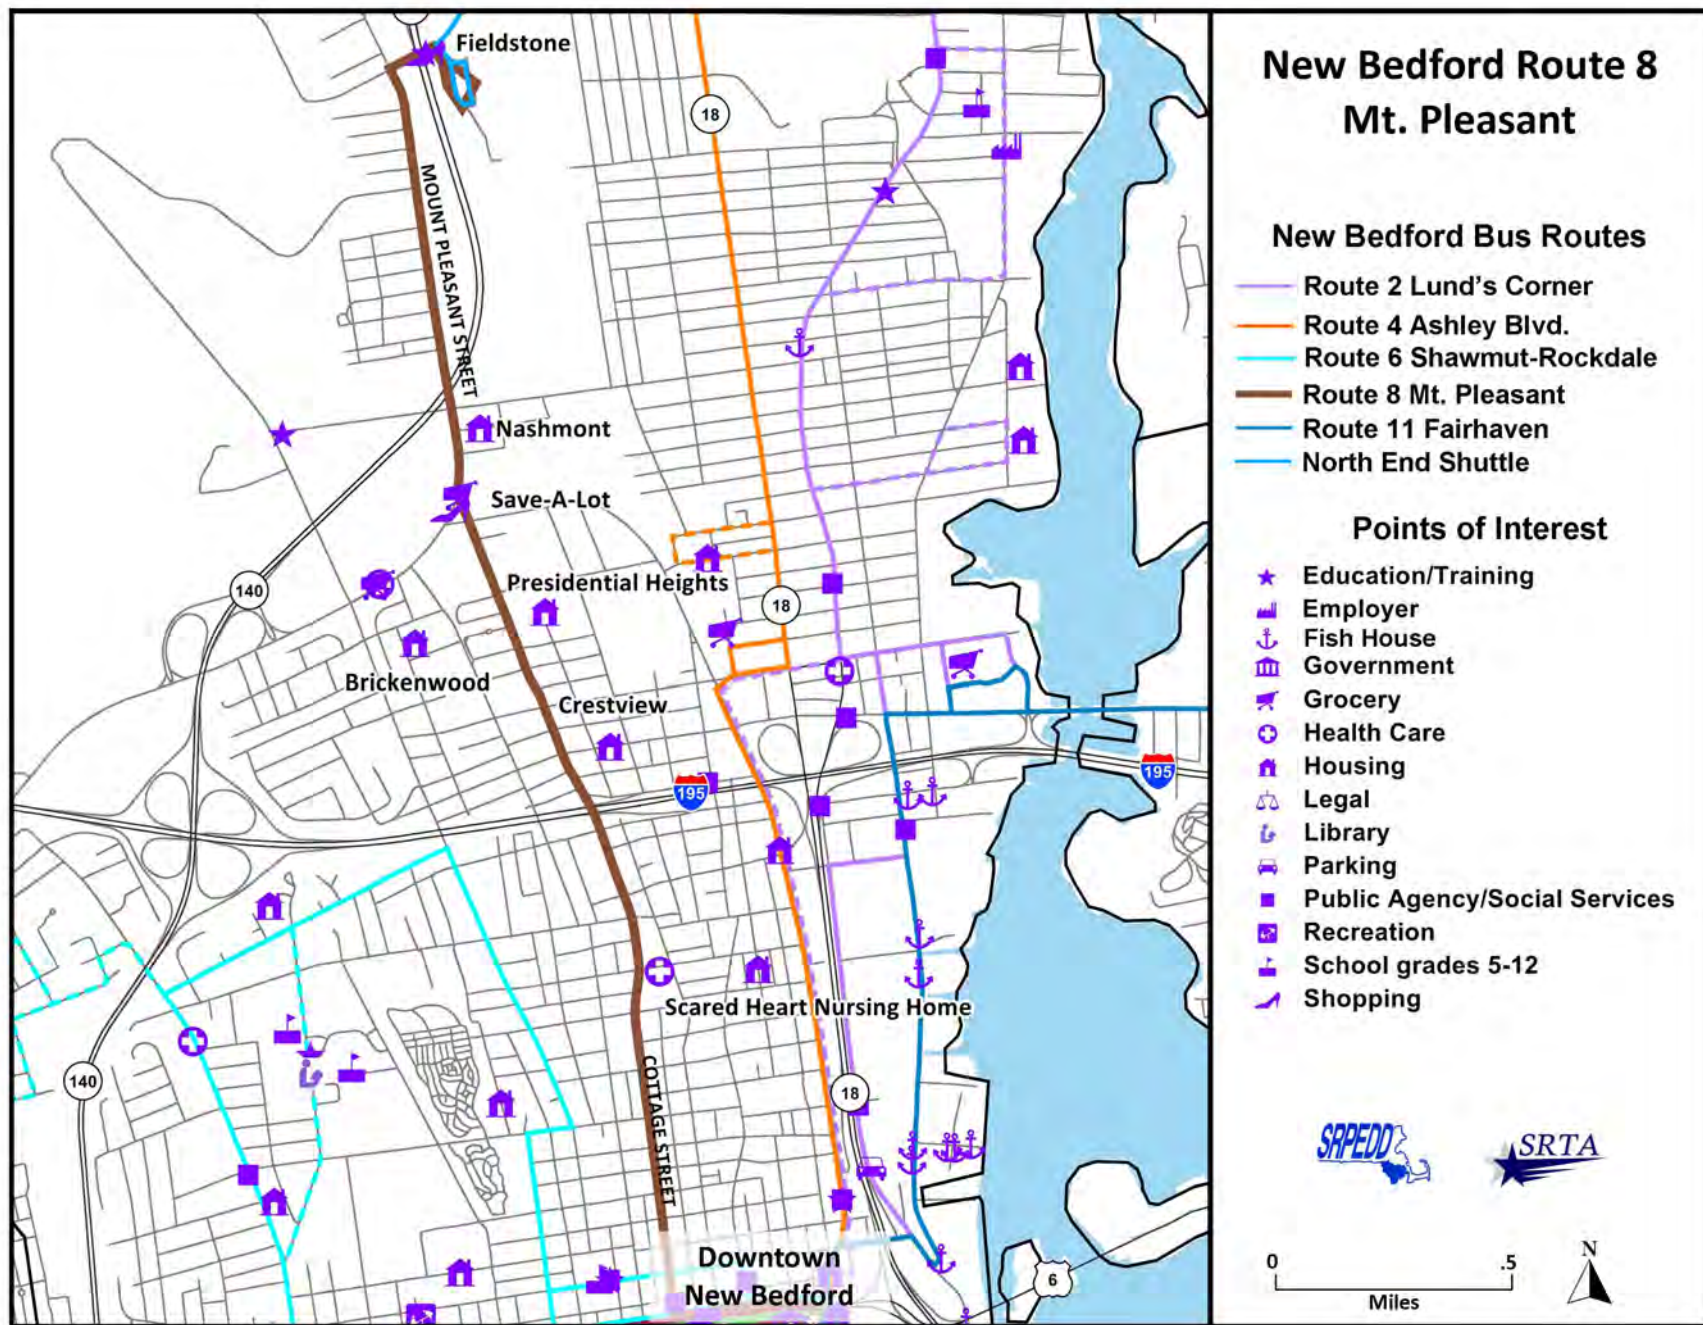 New Bedford Route 8
Mt. Pleasant
New Bedford Bus Routes
Route 2 Lund's Corner
Route 4 Ashley Blvd.
Route 6 Shawmut-Rockdale
Route 8 Mt. Pleasant
Route 11 Fairhaven
North End Shuttle
Points of Interest
Education/Training
Employer
Fish House
Government
Grocery
Health Care
Housing
Legal
Library
Parking
Public Agency/Social Services
Recreation
School grades 5-12
Shopping
SRPEDD
SRTA
0 .5
Miles
N
Fieldstone
18
MOUNT PLEASANT STREET
Nashmont
Save-A-Lot
140
Presidential Heights
18
Brickenwood
Crestview
195
195
Scared Heart Nursing Home
140
COTTAGE STREET
18
Downtown
New Bedford
6